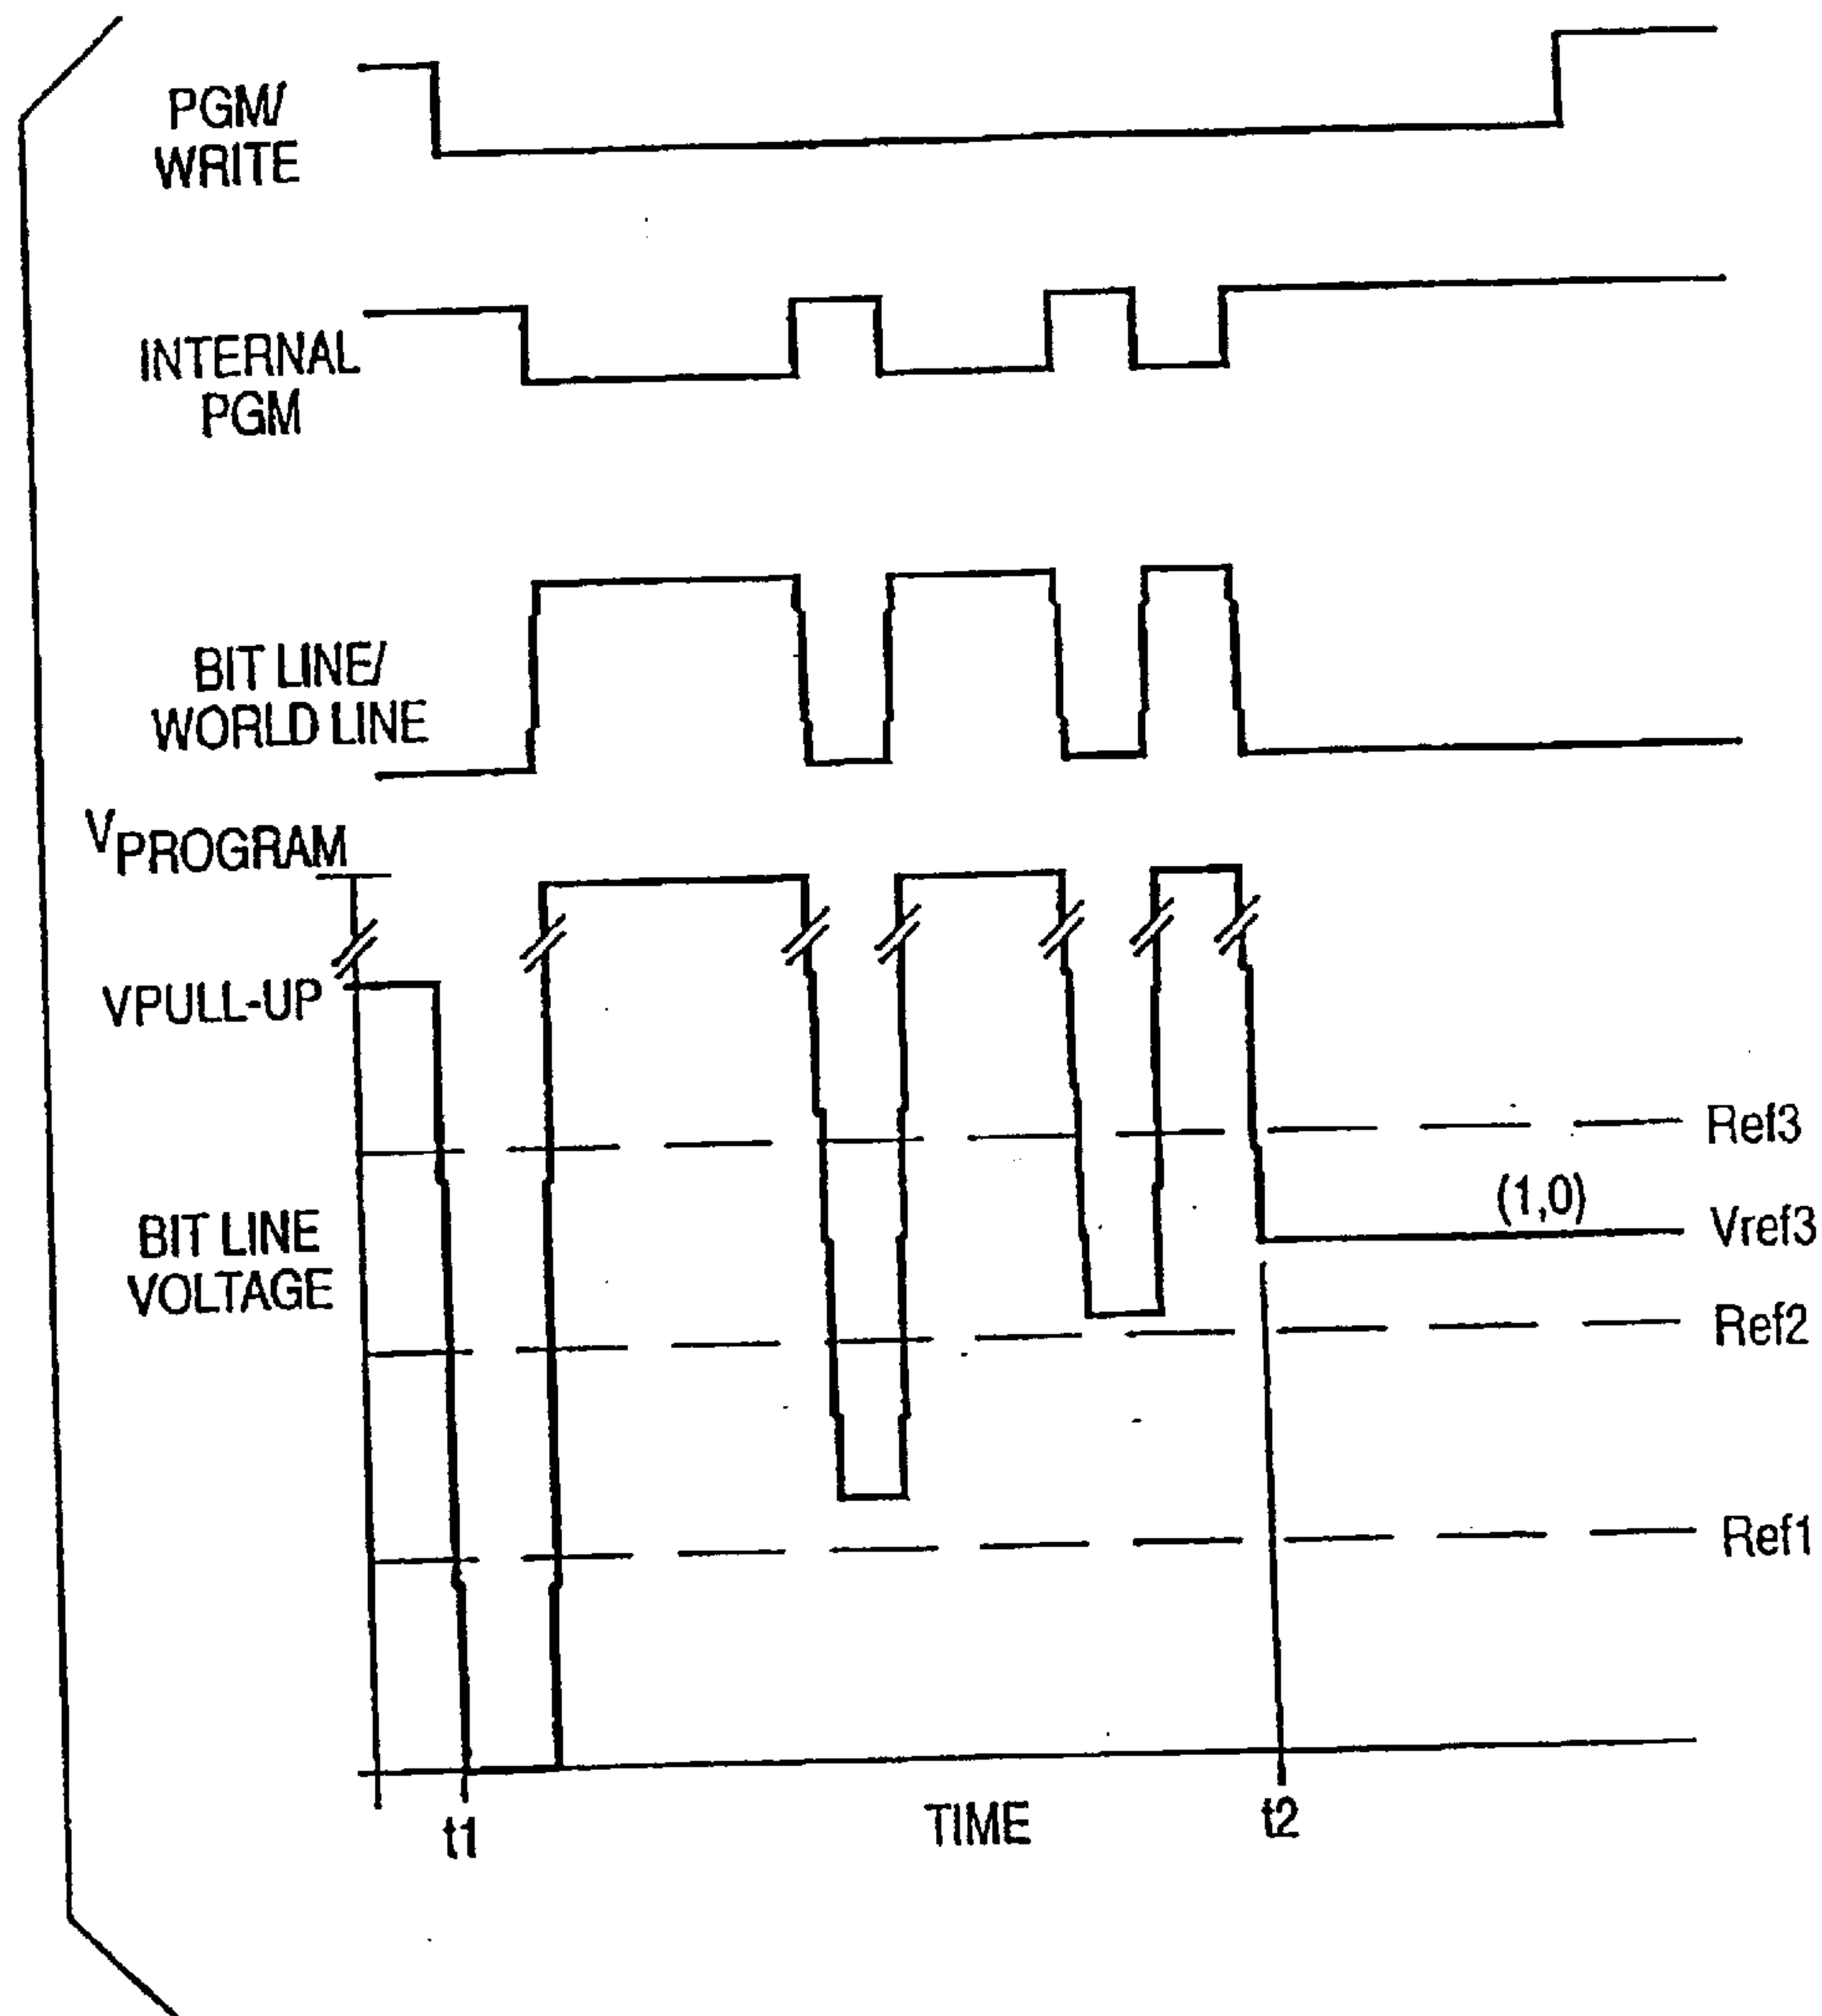 PGM/
WRITE
INTERNAL
PGM
BIT LINE/
WORLD LINE
VPROGRAM
VPULL-UP
Ref3
(1,0)
Vref3
BIT LINE
VOLTAGE
Ref2
Ref1
t1
TIME
t2